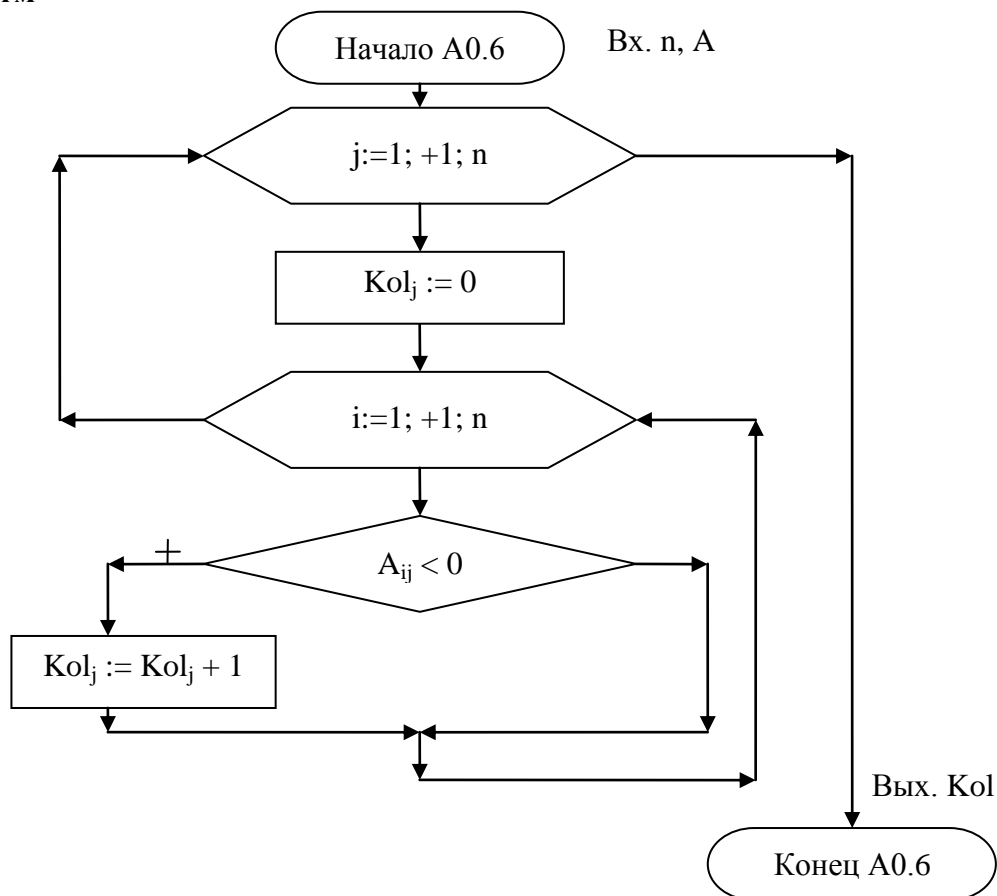 Начало А0.6
Вх. n, A
j:=1; +1; n
Kolj := 0
i:=1; +1; n
+
Aij < 0
Kolj := Kolj + 1
Вых. Kol
Конец А0.6